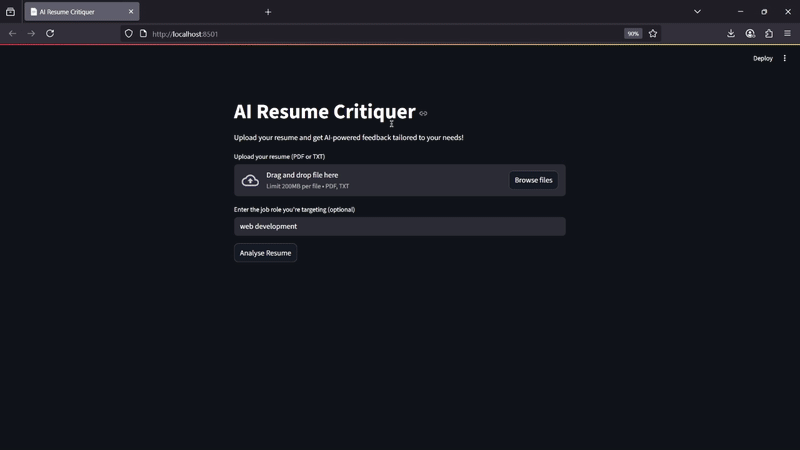 AI Resume Critiquer
http://localhost:8501
90%
Deploy
AI Resume Critiquer
Upload your resume and get AI-powered feedback tailored to your needs!
Upload your resume (PDF or TXT)
Drag and drop file here
Limit 200MB per file • PDF, TXT
Browse files
Enter the job role you're targeting (optional)
web development
Analyse Resume